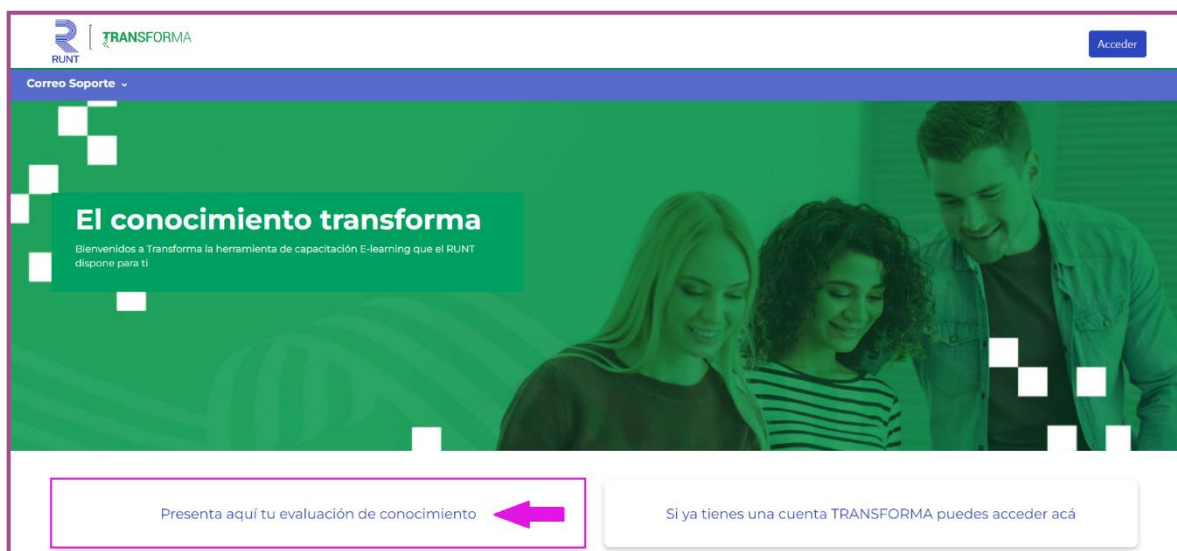 RUNT
TRANSFORMA
Acceder
Correo Soporte
El conocimiento transforma
Bienvenidos a Transforma la herramienta de capacitación E-learning que el RUNT
dispone para ti
Presenta aquí tu evaluación de conocimiento
Si ya tienes una cuenta TRANSFORMA puedes acceder acá